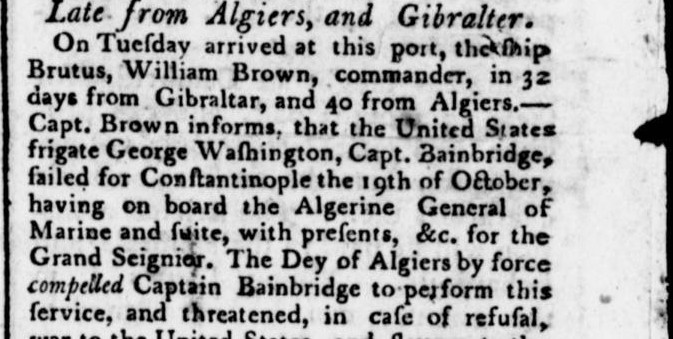 Late from Algiers, and Gibralter.
On Tueſday arrived at this port, the ſhip
Brutus, William Brown, commander, in 32
days from Gibraltar, and 40 from Algiers.—
Capt. Brown informs, that the United States
frigate George Waſhington, Capt. Bainbridge,
ſailed for Conſtantinople the 19th of October,
having on board the Algerine General of
Marine and ſuite, with preſents, &c. for the
Grand Seignior. The Dey of Algiers by force
compelled Captain Bainbridge to perform this
ſervice, and threatened, in caſe of refuſal,
to the United States